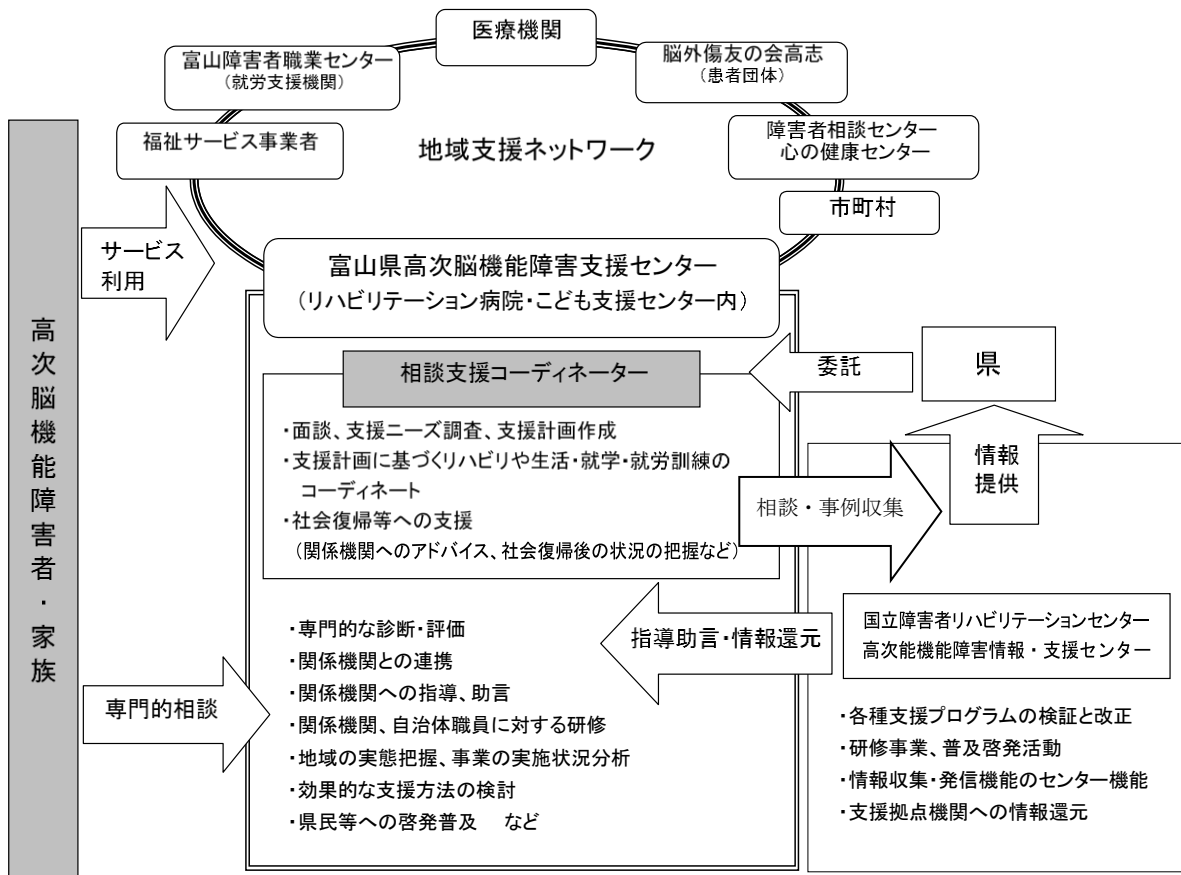 医療機関
富山障害者職業センター
（就労支援機関）
脳外傷友の会高志
（患者団体）
福祉サービス事業者
地域支援ネットワーク
障害者相談センター
心の健康センター
市町村
サービス
利用
富山県高次脳機能障害支援センター
（リハビリテーション病院・こども支援センター内）
高次脳機能障害者・家族
相談支援コーディネーター
委託
県
・面談、支援ニーズ調査、支援計画作成
・支援計画に基づくリハビリや生活・就学・就労訓練の
コーディネート
・社会復帰等への支援
（関係機関へのアドバイス、社会復帰後の状況の把握など）
相談・事例収集
情報
提供
専門的相談
・専門的な診断・評価
・関係機関との連携
・関係機関への指導、助言
・関係機関、自治体職員に対する研修
・地域の実態把握、事業の実施状況分析
・効果的な支援方法の検討
・県民等への啓発普及　など
指導助言・情報還元
国立障害者リハビリテーションセンター
高次能機能障害情報・支援センター
・各種支援プログラムの検証と改正
・研修事業、普及啓発活動
・情報収集・発信機能のセンター機能
・支援拠点機関への情報還元